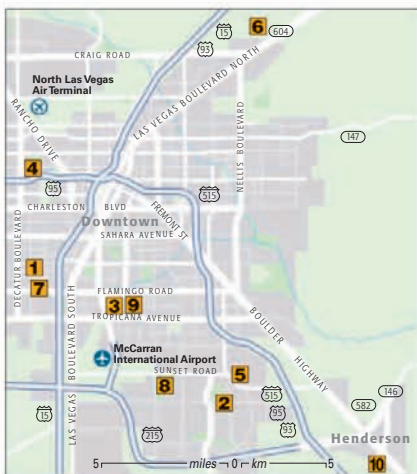 15
6
604
93
CRAIG ROAD
North Las Vegas
Air Terminal
LAS VEGAS BOULEVARD NORTH
RANCHO DRIVE
NELLIS BOULEVARD
147
4
95
515
CHARLESTON BLVD
FREMONT ST
Downtown
SAHARA AVENUE
DECATUR BOULEVARD
1
7
FLAMINGO ROAD
3 9
TROPICANA AVENUE
BOULDER HIGHWAY
LAS VEGAS BOULEVARD SOUTH
McCarran
International Airport
SUNSET ROAD
8
5
2
515
95
93
146
582
15
215
Henderson
10
5 miles 0 km 5